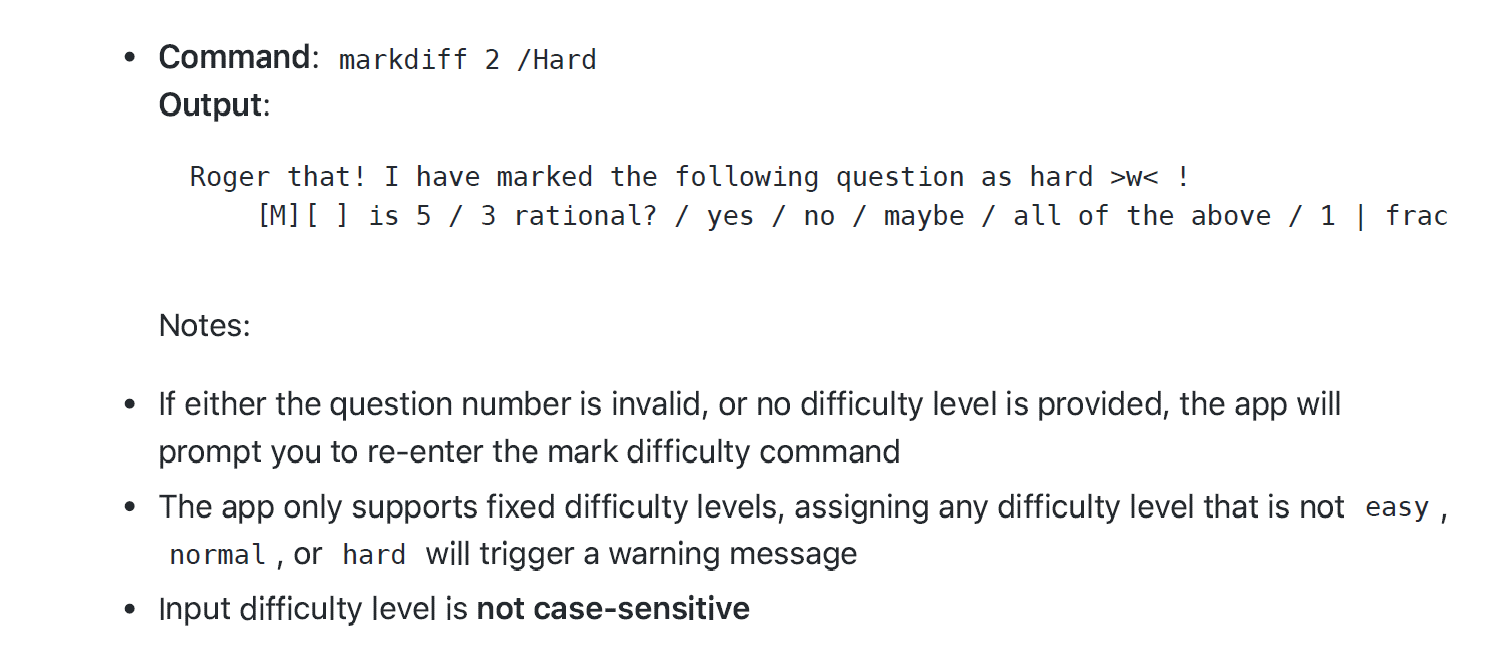 • Command: markdiff 2 /Hard
Output:
Roger that! I have marked the following question as hard >w< !
[M][ ] is 5 / 3 rational? / yes / no / maybe / all of the above / 1 | frac
Notes:
• If either the question number is invalid, or no difficulty level is provided, the app will
prompt you to re-enter the mark difficulty command
• The app only supports fixed difficulty levels, assigning any difficulty level that is not easy ,
normal , or hard will trigger a warning message
• Input difficulty level is not case-sensitive